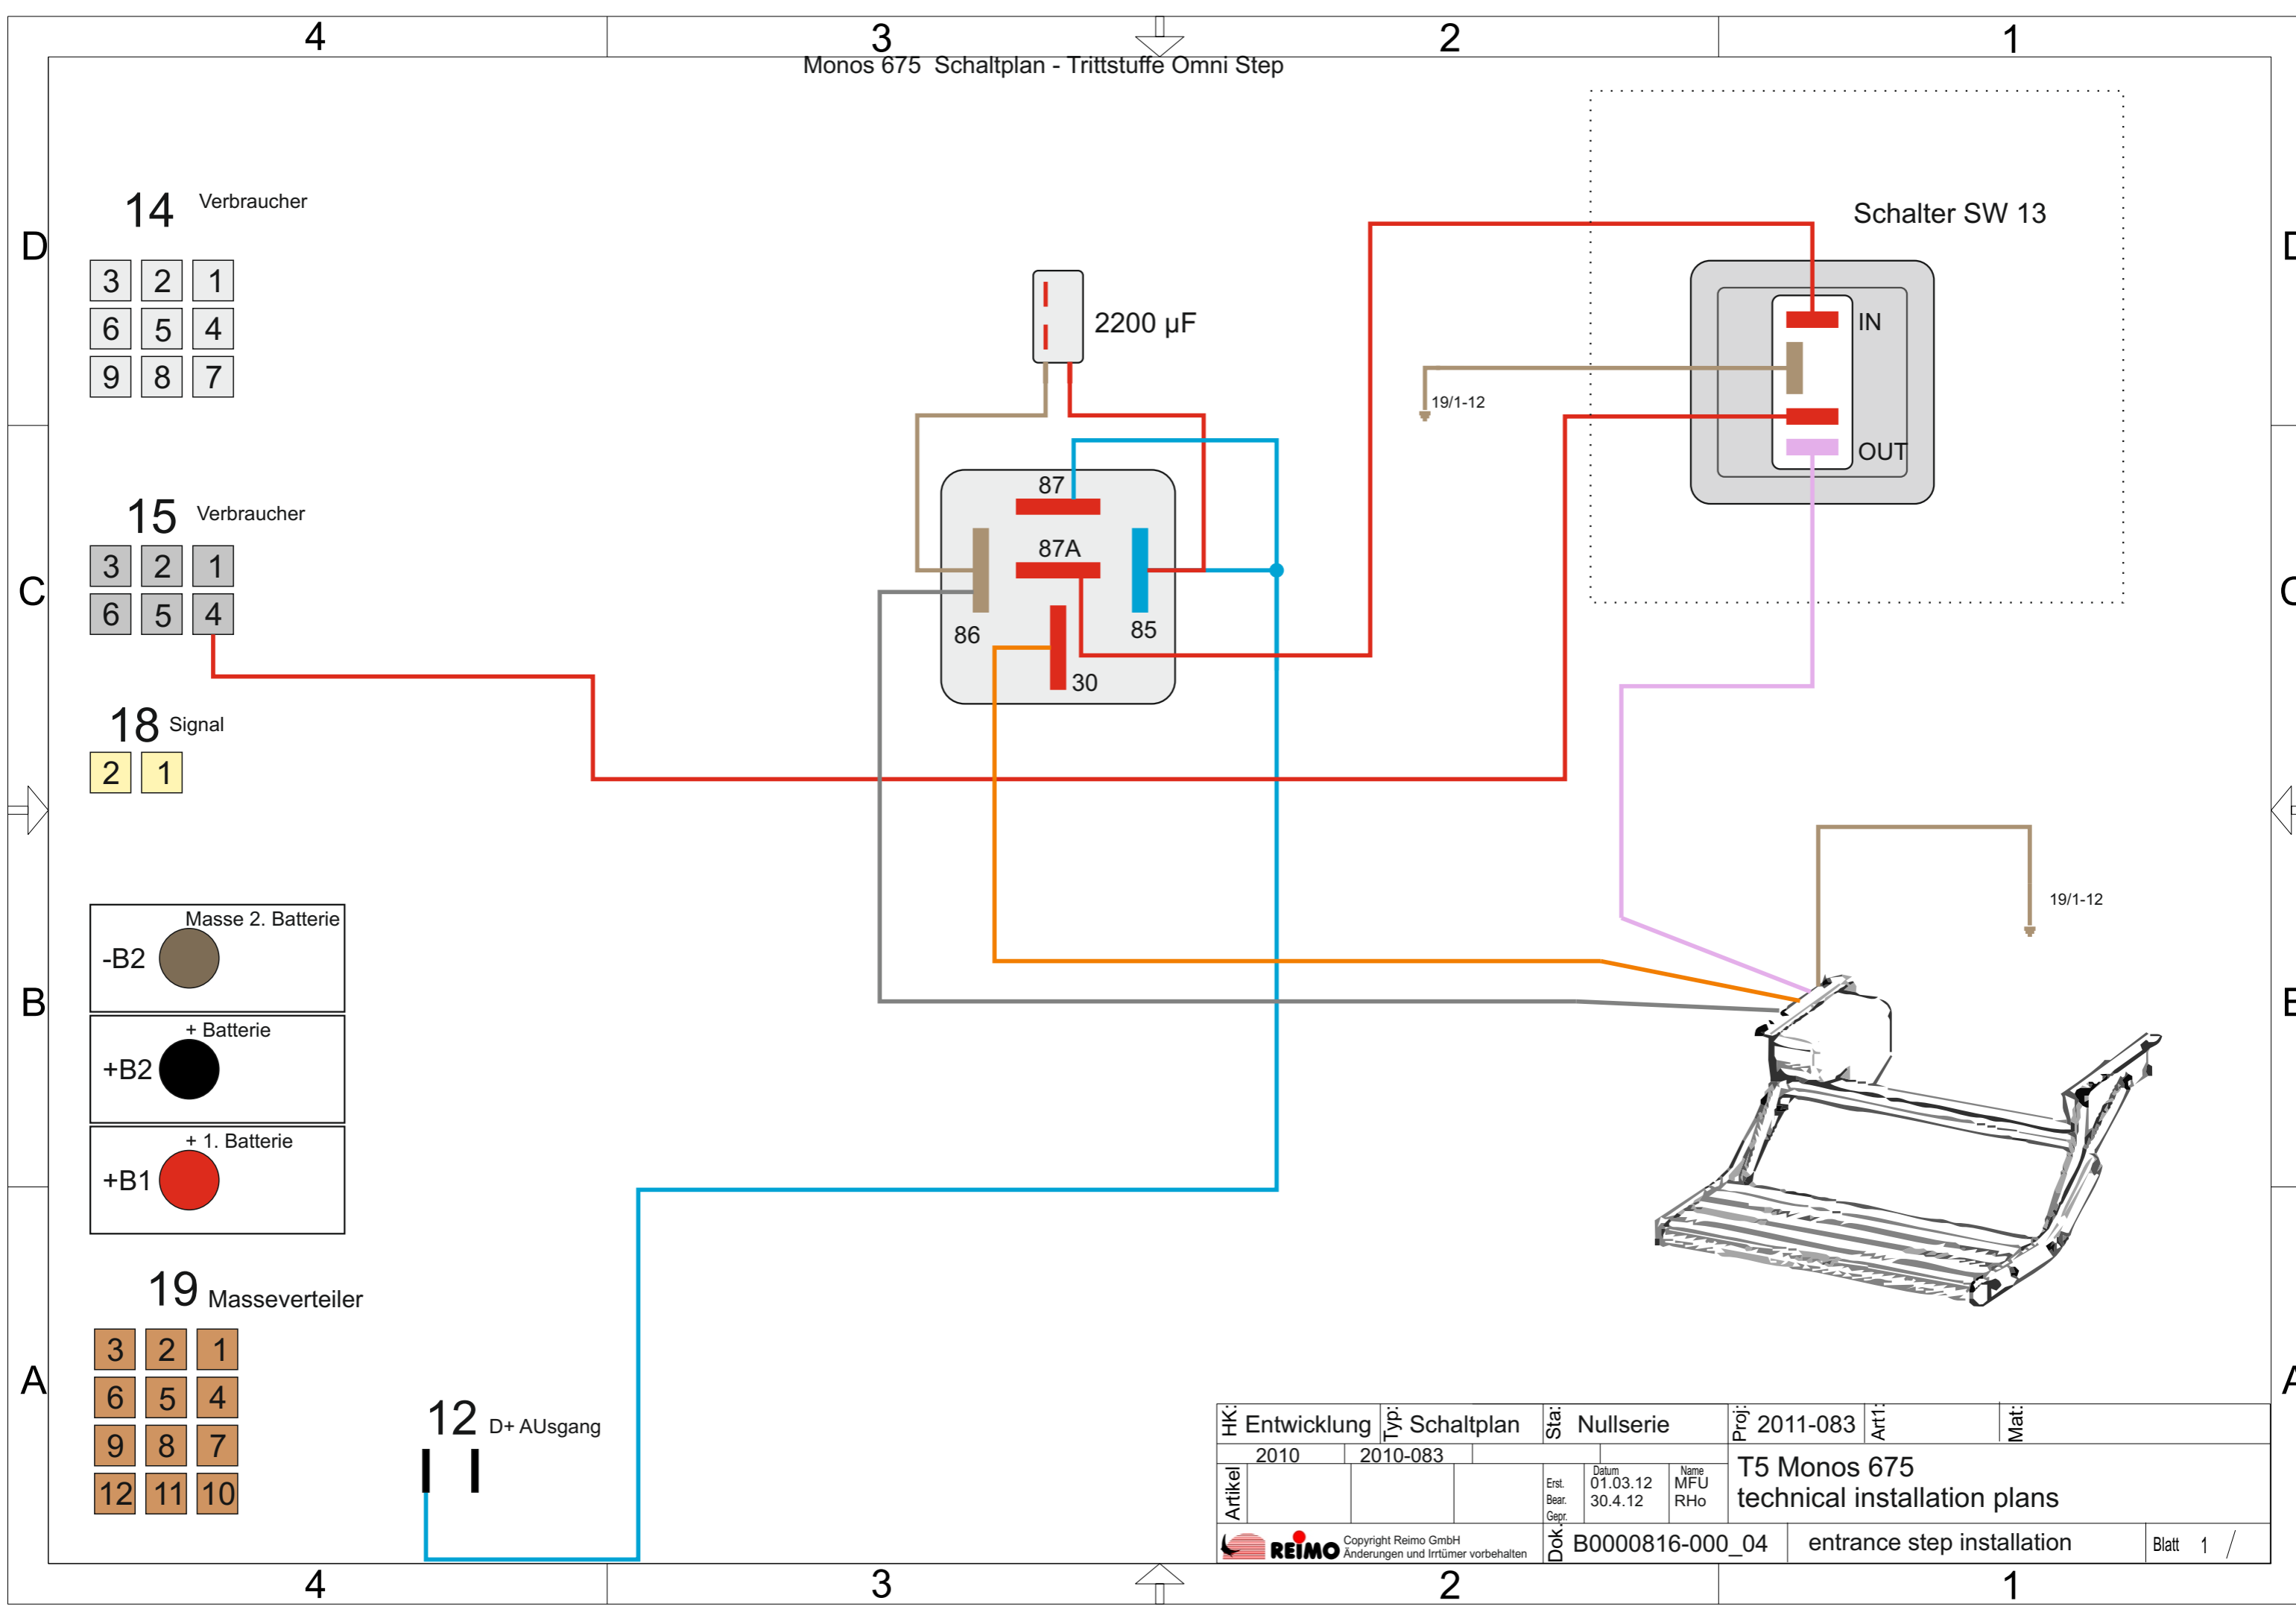 4 3 2 1
Monos 675 Schaltplan - Trittstuffe Omni Step
D
C
B
A
14 Verbraucher
3 2 1
6 5 4
9 8 7
15 Verbraucher
3 2 1
6 5 4
18 Signal
2 1
Masse 2. Batterie
-B2
+ Batterie
+B2
+ 1. Batterie
+B1
19 Masseverteiler
3 2 1
6 5 4
9 8 7
12 11 10
12 D+ AUsgang
2200 µF
87
87A
86
85
30
Schalter SW 13
IN
OUT
19/1-12
19/1-12
HK: Entwicklung Typ: Schaltplan Sta: Nullserie Proj: 2011-083 Art1: Mat:
2010 2010-083
Artikel
Datum Name
Erst. 01.03.12 MFU
Bear. 30.4.12 RHo
Gepr.
T5 Monos 675
technical installation plans
REIMO Copyright Reimo GmbH
Änderungen und Irrtümer vorbehalten
Dok. B0000816-000_04 entrance step installation Blatt 1 /
4 3 2 1